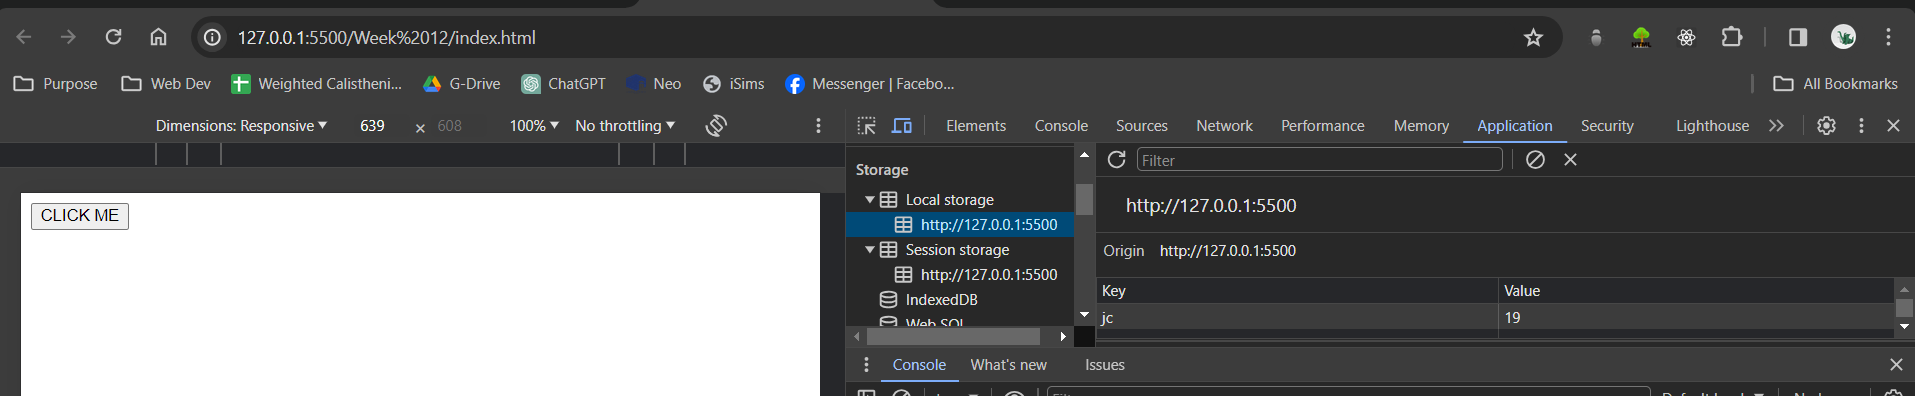 127.0.0.1:5500/Week%2012/index.html
Purpose Web Dev Weighted Calistheni... G-Drive ChatGPT Neo iSims Messenger | Facebo... All Bookmarks
Dimensions: Responsive 639 × 608 100% No throttling
Elements Console Sources Network Performance Memory Application Security Lighthouse
Storage
Filter
Local storage
http://127.0.0.1:5500
http://127.0.0.1:5500
CLICK ME
Session storage
Origin http://127.0.0.1:5500
http://127.0.0.1:5500
IndexedDB
Key Value
Web SQL
jc 19
Console What's new Issues
Filter